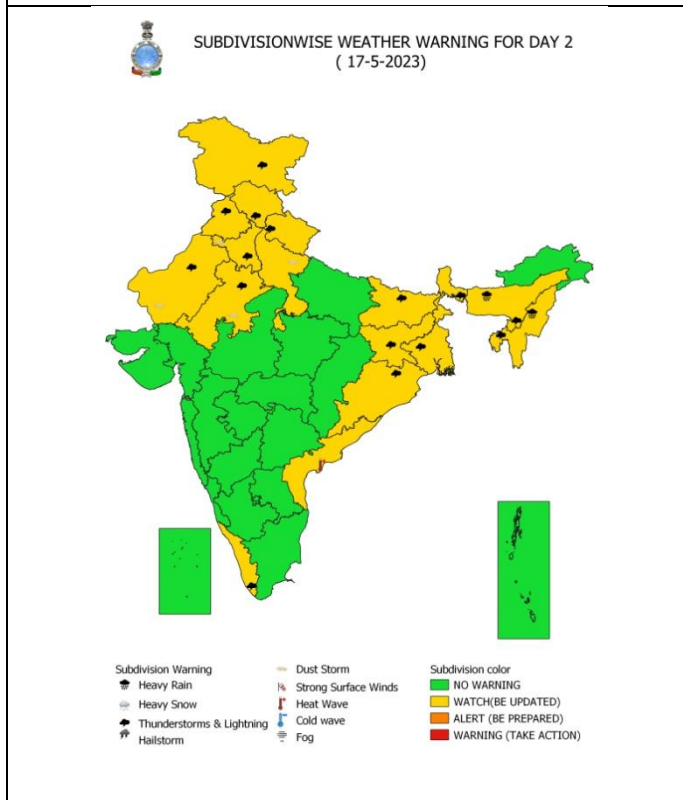 SUBDIVISIONWISE WEATHER WARNING FOR DAY 2
( 17-5-2023)
Subdivision Warning
Heavy Rain
Heavy Snow
Thunderstorms & Lightning
Hailstorm
Dust Storm
Strong Surface Winds
Heat Wave
Cold wave
Fog
Subdivision color
NO WARNING
WATCH(BE UPDATED)
ALERT (BE PREPARED)
WARNING (TAKE ACTION)